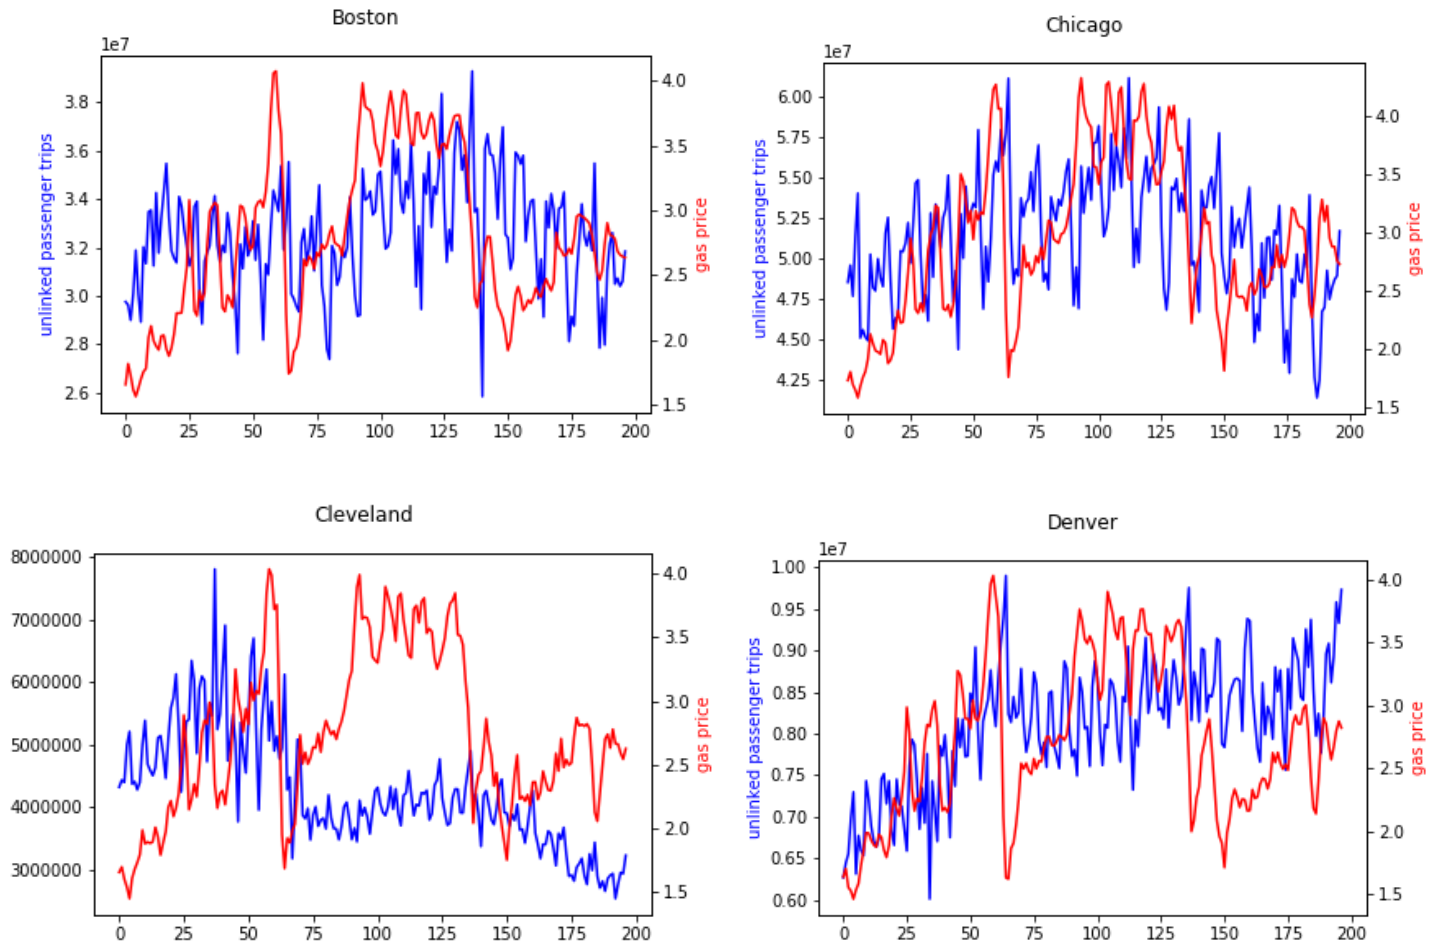 Boston
1e7
3.8
3.6
3.4
3.2
3.0
2.8
2.6
unlinked passenger trips
4.0
3.5
3.0
2.5
2.0
1.5
gas price
0 25 50 75 100 125 150 175 200
Chicago
1e7
6.00
5.75
5.50
5.25
5.00
4.75
4.50
4.25
unlinked passenger trips
4.0
3.5
3.0
2.5
2.0
1.5
gas price
0 25 50 75 100 125 150 175 200
Cleveland
8000000
7000000
6000000
5000000
4000000
3000000
unlinked passenger trips
4.0
3.5
3.0
2.5
2.0
1.5
gas price
0 25 50 75 100 125 150 175 200
Denver
1e7
1.00
0.95
0.90
0.85
0.80
0.75
0.70
0.65
0.60
unlinked passenger trips
4.0
3.5
3.0
2.5
2.0
1.5
gas price
0 25 50 75 100 125 150 175 200